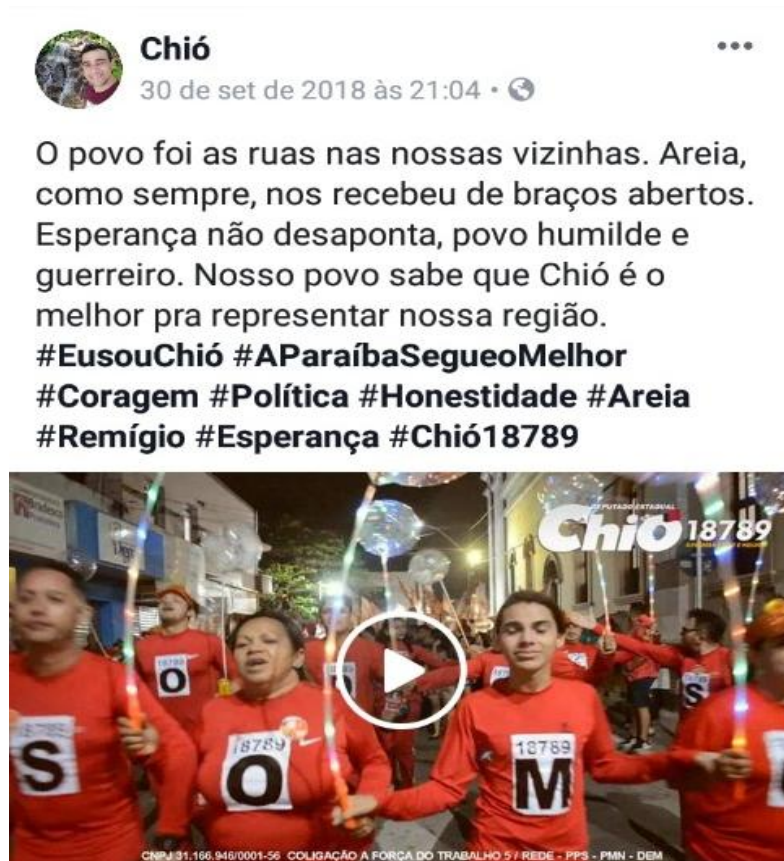 Chió
30 de set de 2018 às 21:04
O povo foi as ruas nas nossas vizinhas. Areia,
como sempre, nos recebeu de braços abertos.
Esperança não desaponta, povo humilde e
guerreiro. Nosso povo sabe que Chió é o
melhor pra representar nossa região.
#EusouChió #AParaíbaSegueoMelhor
#Coragem #Política #Honestidade #Areia
#Remígio #Esperança #Chió18789
DEPUTADO ESTADUAL
Chió 18789
Bradesco
18789
O
S
18789
O
18789
M
S
CNPJ 31.166.946/0001-56 COLIGAÇÃO A FORÇA DO TRABALHO 5 / REDE - PPS - PMN - DEM